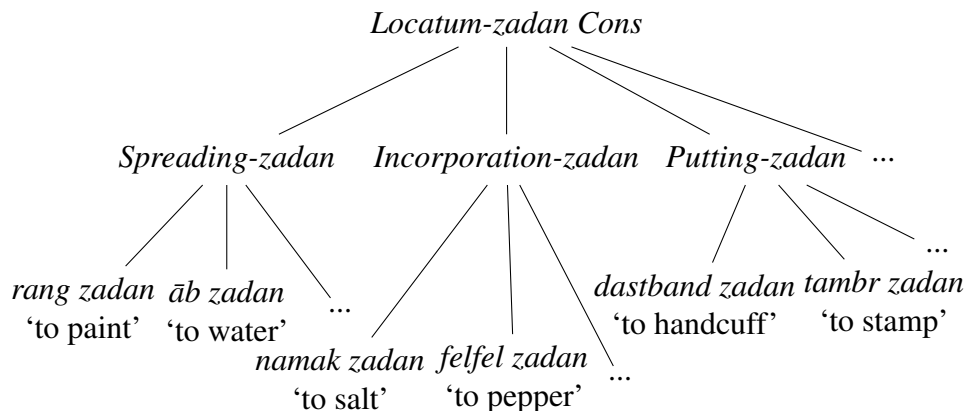 Locatum-zadan Cons
Spreading-zadan Incorporation-zadan Putting-zadan ...
...
rang zadan āb zadan ... dastband zadan tambr zadan
‘to paint’ ‘to water’ ‘to handcuff’ ‘to stamp’
namak zadan felfel zadan ...
‘to salt’ ‘to pepper’